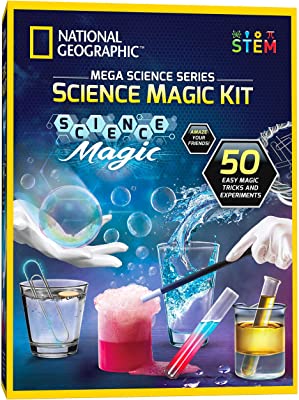 NATIONAL
GEOGRAPHIC™
STEM
MEGA SCIENCE SERIES
SCIENCE MAGIC KIT
SCIENCE
Magic
AMAZE
YOUR
FRIENDS!
50
EASY MAGIC
TRICKS AND
EXPERIMENTS